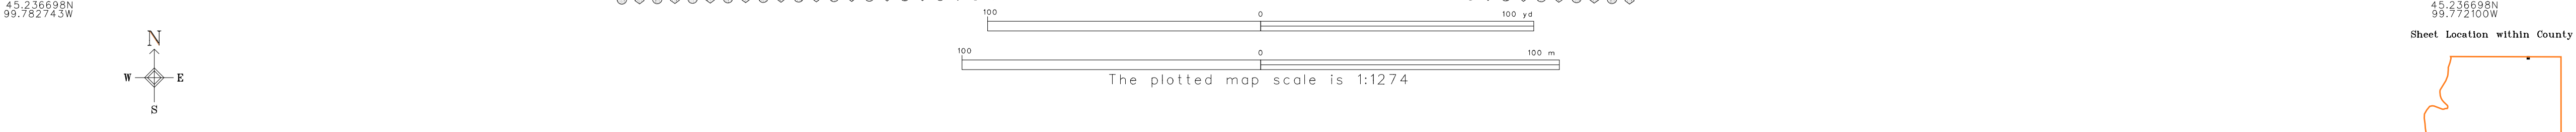 45.236698N
99.782743W
N
W E
S
100 0 100 yd
100 0 100 m
The plotted map scale is 1:1274
45.236698N
99.772100W
Sheet Location within County